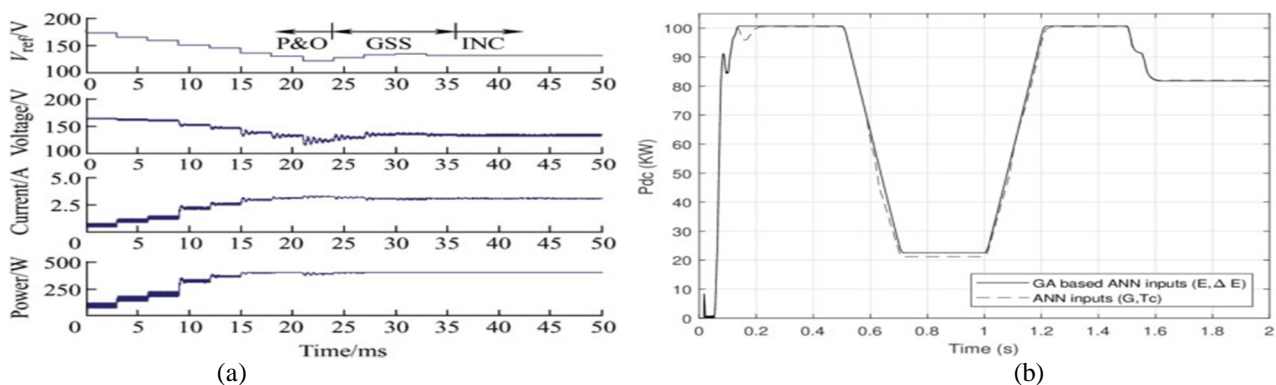 200
150
100
Vref/V
P&O GSS INC
0 5 10 15 20 25 30 35 40 45 50
200
150
100
Voltage/V
0 5 10 15 20 25 30 35 40 45 50
5.0
2.5
0
Current/A
5 10 15 20 25 30 35 40 45 50
500
250
0
Power/W
5 10 15 20 25 30 35 40 45 50
Time/ms
(a)
100
90
80
70
60
50
40
30
20
10
0
Pdc (KW)
GA based ANN inputs (E,Δ E)
ANN inputs (G,Tc)
0 0.2 0.4 0.6 0.8 1 1.2 1.4 1.6 1.8 2
Time (s)
(b)